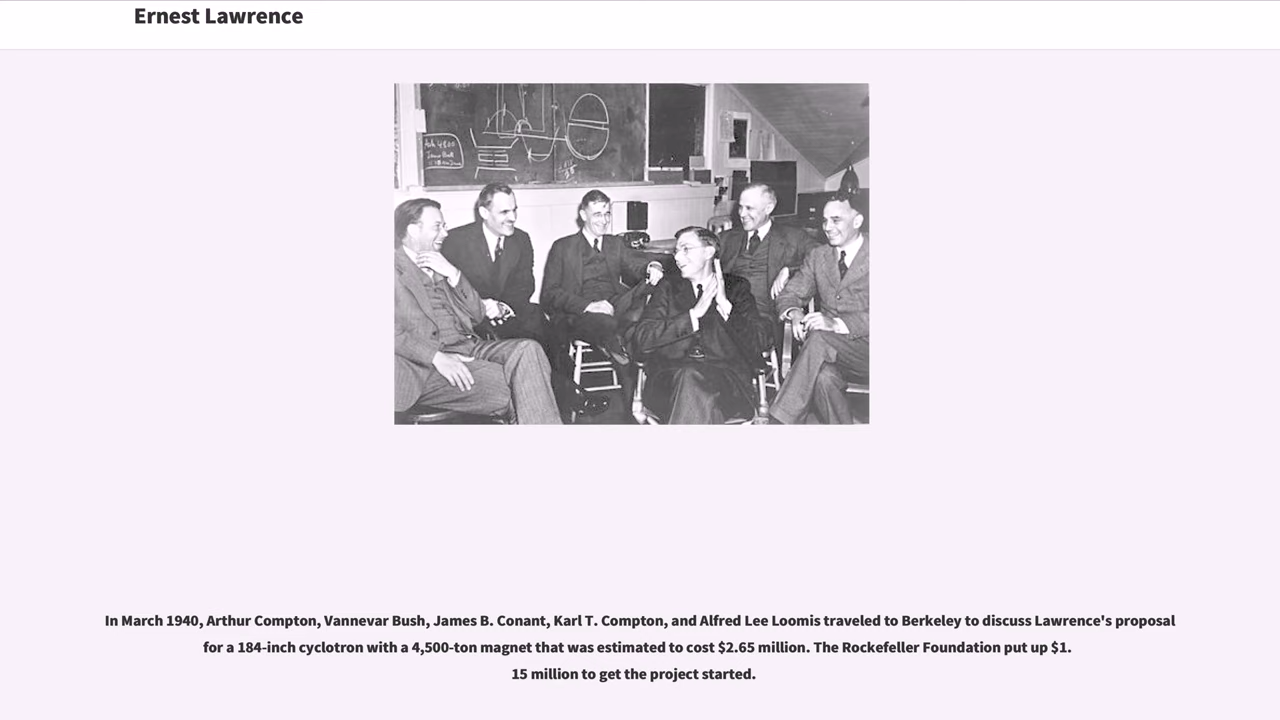 Ernest Lawrence
In March 1940, Arthur Compton, Vannevar Bush, James B. Conant, Karl T. Compton, and Alfred Lee Loomis traveled to Berkeley to discuss Lawrence's proposal
for a 184-inch cyclotron with a 4,500-ton magnet that was estimated to cost $2.65 million. The Rockefeller Foundation put up $1.
15 million to get the project started.